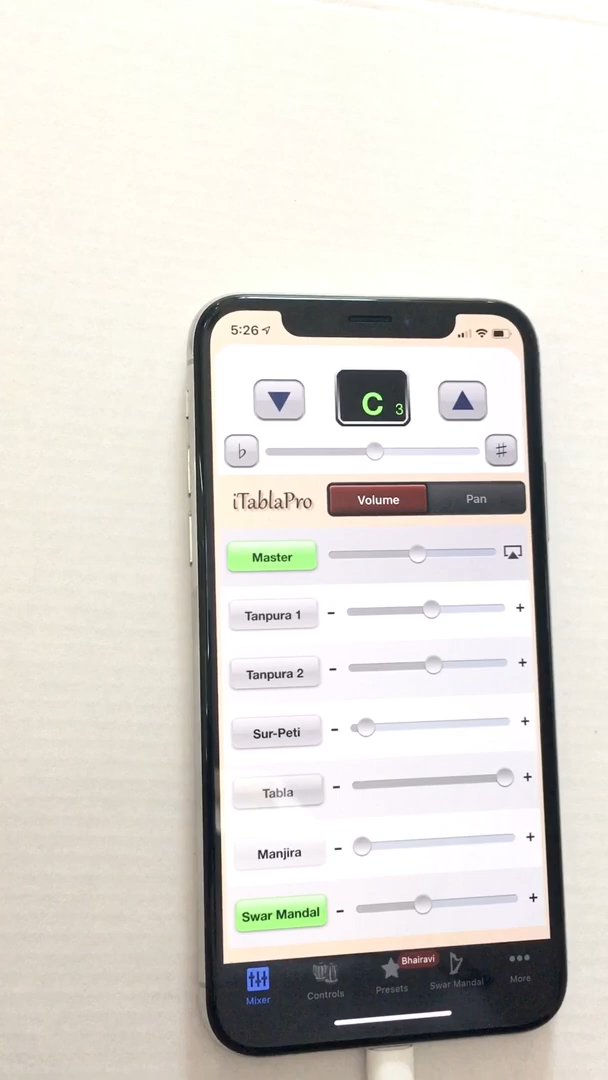 5:26
C 3
♭ ♯
iTablaPro Volume Pan
Master
Tanpura 1 - +
Tanpura 2 - +
Sur-Peti - +
Tabla - +
Manjira - +
Swar Mandal - +
Bhairavi
Mixer Controls Presets Swar Mandal More